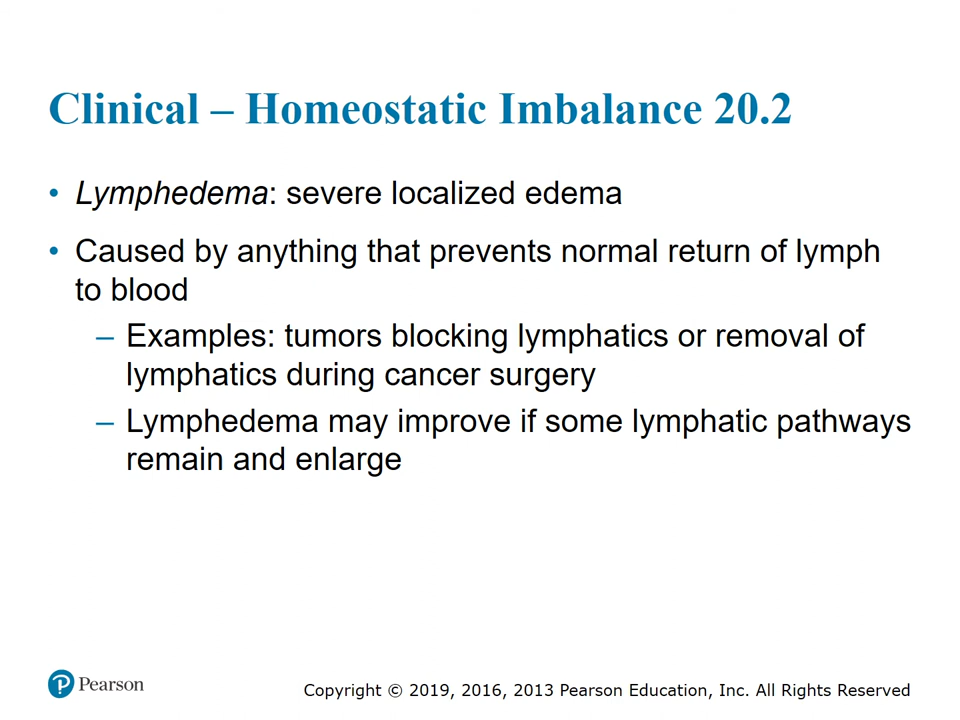 Clinical – Homeostatic Imbalance 20.2
• Lymphedema: severe localized edema
• Caused by anything that prevents normal return of lymph
to blood
– Examples: tumors blocking lymphatics or removal of
lymphatics during cancer surgery
– Lymphedema may improve if some lymphatic pathways
remain and enlarge
Pearson
Copyright © 2019, 2016, 2013 Pearson Education, Inc. All Rights Reserved